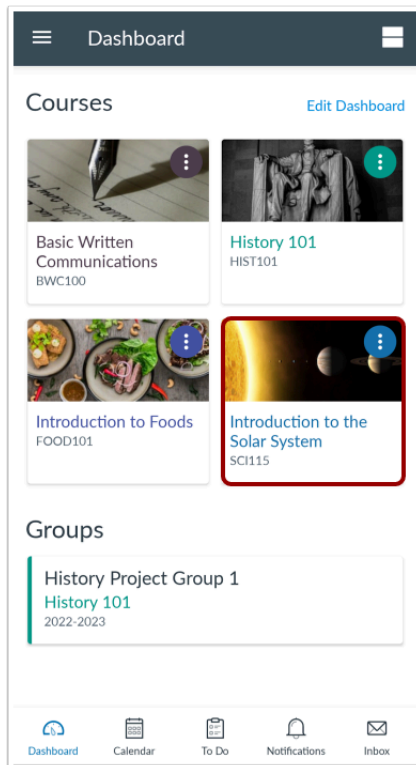 Dashboard
Courses
Edit Dashboard
Basic Written
Communications
BWC100
History 101
HIST101
Introduction to Foods
FOOD101
Introduction to the
Solar System
SCI115
Groups
History Project Group 1
History 101
2022-2023
Dashboard
Calendar
To Do
Notifications
Inbox